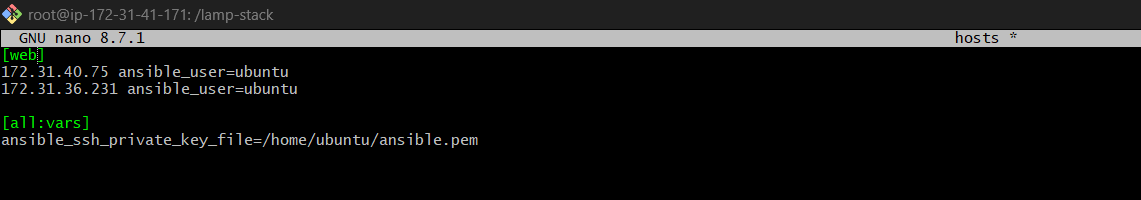 root@ip-172-31-41-171: /lamp-stack
GNU nano 8.7.1 hosts *
[web]
172.31.40.75 ansible_user=ubuntu
172.31.36.231 ansible_user=ubuntu
[all:vars]
ansible_ssh_private_key_file=/home/ubuntu/ansible.pem